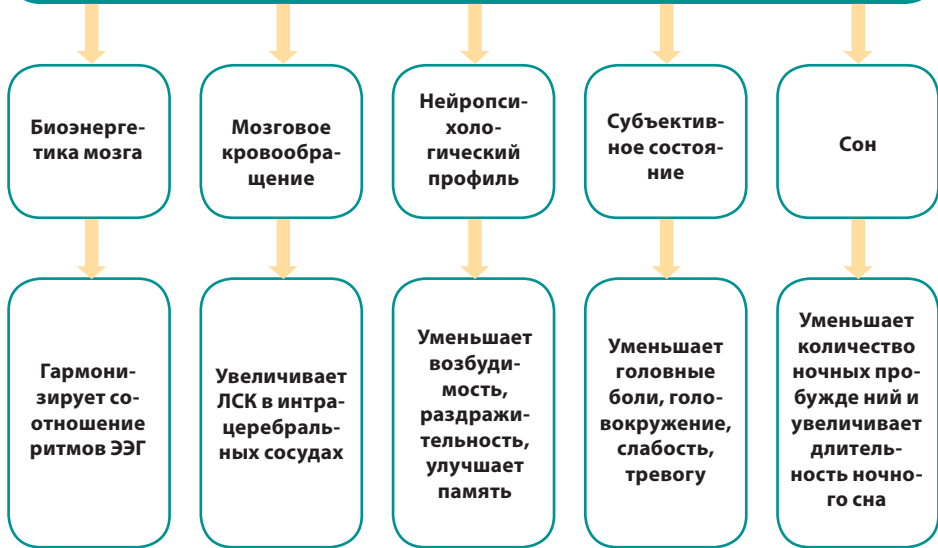 Биоэнерге-
тика мозга
Мозговое
кровообра-
щение
Нейропси-
холо-
гический
профиль
Субъектив-
ное состоя-
ние
Сон
Гармони-
зирует со-
отношение
ритмов ЭЭГ
Увеличивает
ЛСК в интра-
церебраль-
ных сосудах
Уменьшает
возбуди-
мость,
раздражи-
тельность,
улучшает
память
Уменьшает
головные
боли, голо-
вокружение,
слабость,
тревогу
Уменьшает
количество
ночных про-
бужде ний и
увеличивает
длитель-
ность ночно-
го сна